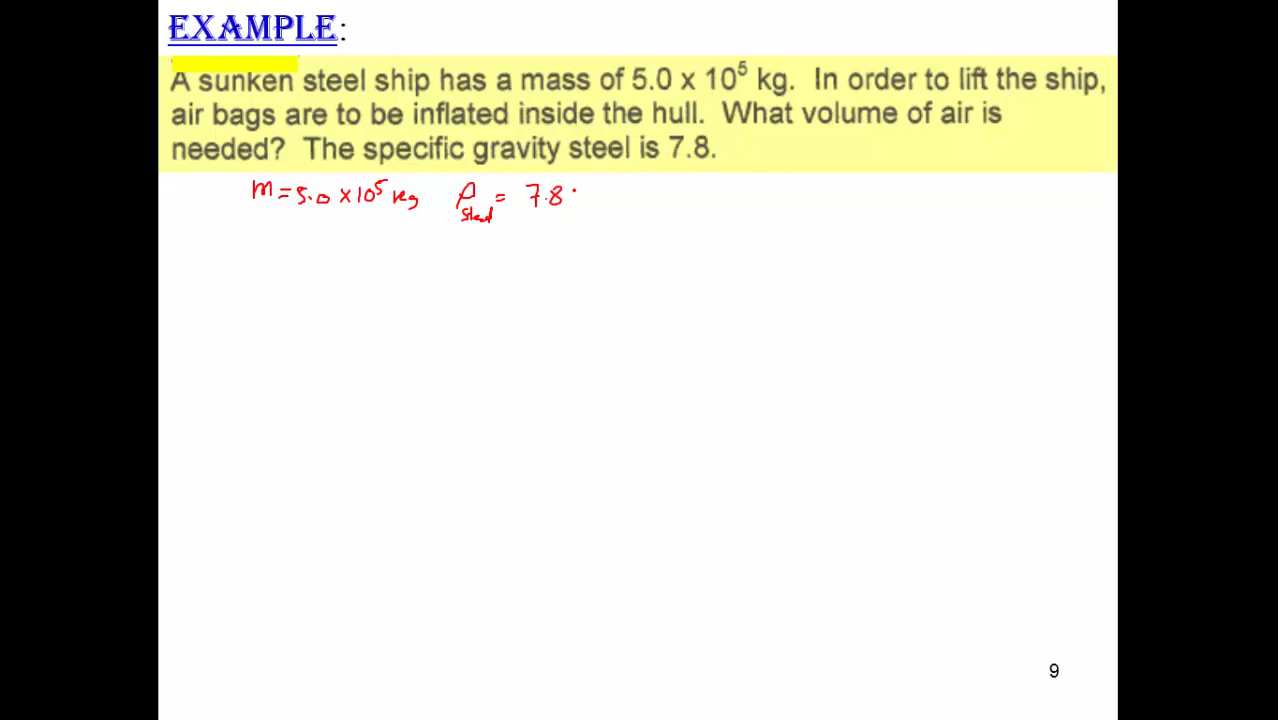 EXAMPLE:
A sunken steel ship has a mass of 5.0 x 10⁵ kg. In order to lift the ship,
air bags are to be inflated inside the hull. What volume of air is
needed? The specific gravity steel is 7.8.
m = 5.0 × 10⁵ kg ρsteel = 7.8 ·
9